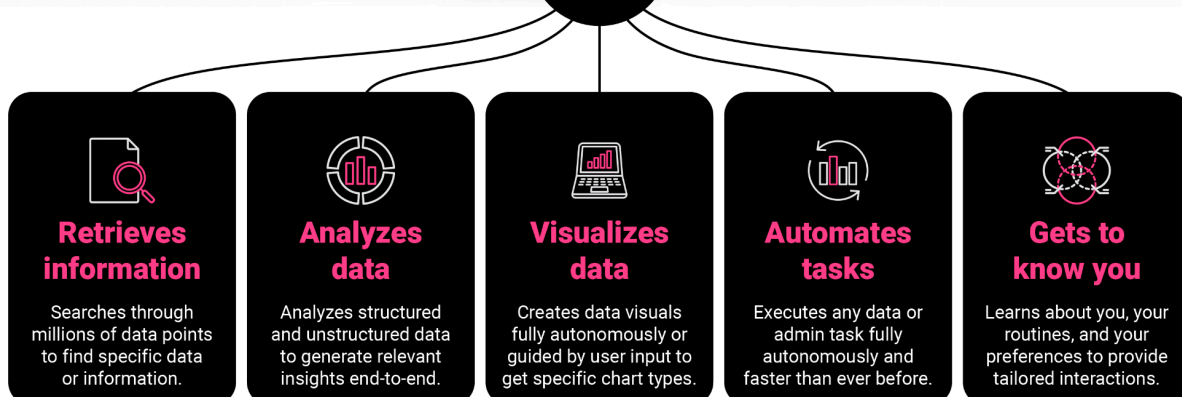 Retrieves
information
Searches through
millions of data points
to find specific data
or information.
Analyzes
data
Analyzes structured
and unstructured data
to generate relevant
insights end-to-end.
Visualizes
data
Creates data visuals
fully autonomously or
guided by user input to
get specific chart types.
Automates
tasks
Executes any data or
admin task fully
autonomously and
faster than ever before.
Gets to
know you
Learns about you, your
routines, and your
preferences to provide
tailored interactions.